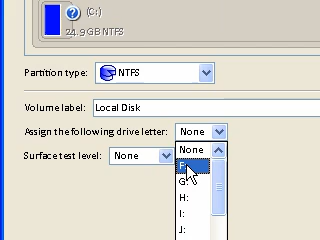 (C:)
24.9 GB NTFS
Partition type: NTFS
Volume label: Local Disk
Assign the following drive letter: None
Surface test level: None
None
F:
G:
H:
I:
J: